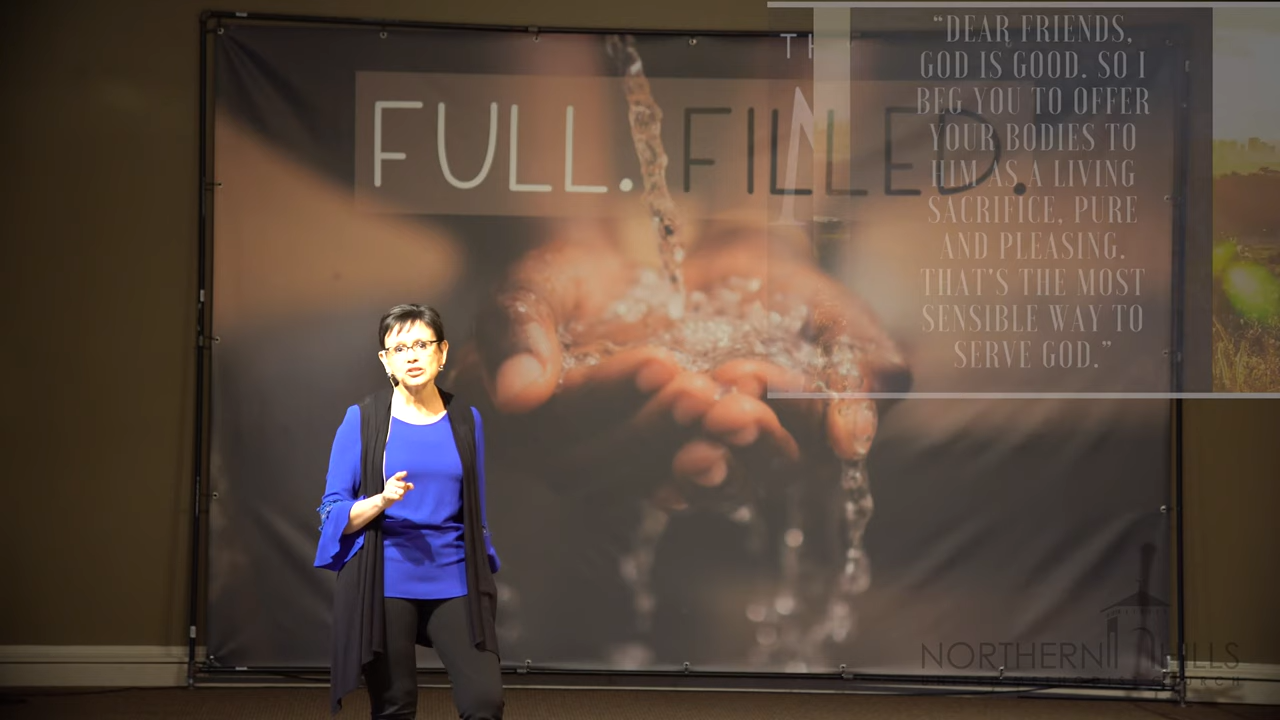 FULL. FILLED.
“DEAR FRIENDS,
GOD IS GOOD. SO I
BEG YOU TO OFFER
YOUR BODIES TO
HIM AS A LIVING
SACRIFICE, PURE
AND PLEASING.
THAT'S THE MOST
SENSIBLE WAY TO
SERVE GOD.”
NORTHERN HILLS
CHURCH